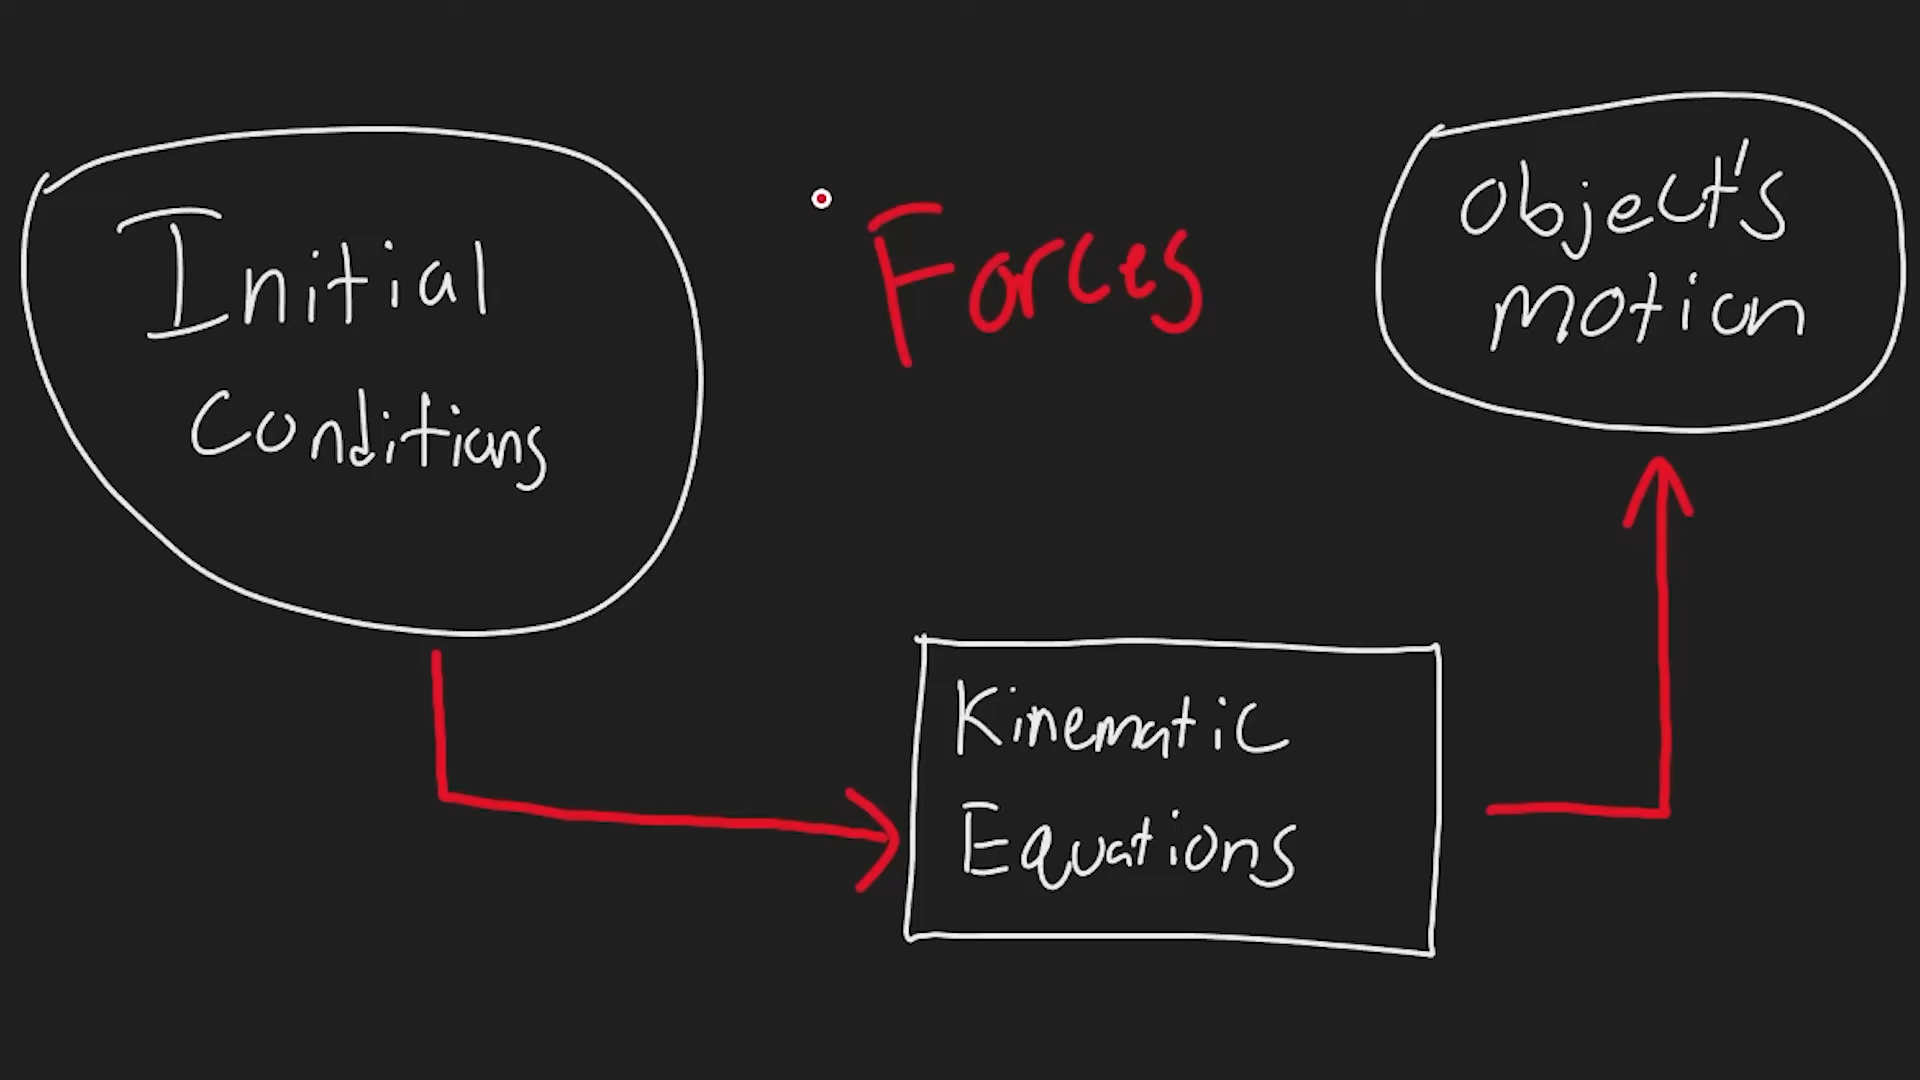 Initial
Conditions
Forces
Object's
motion
Kinematic
Equations